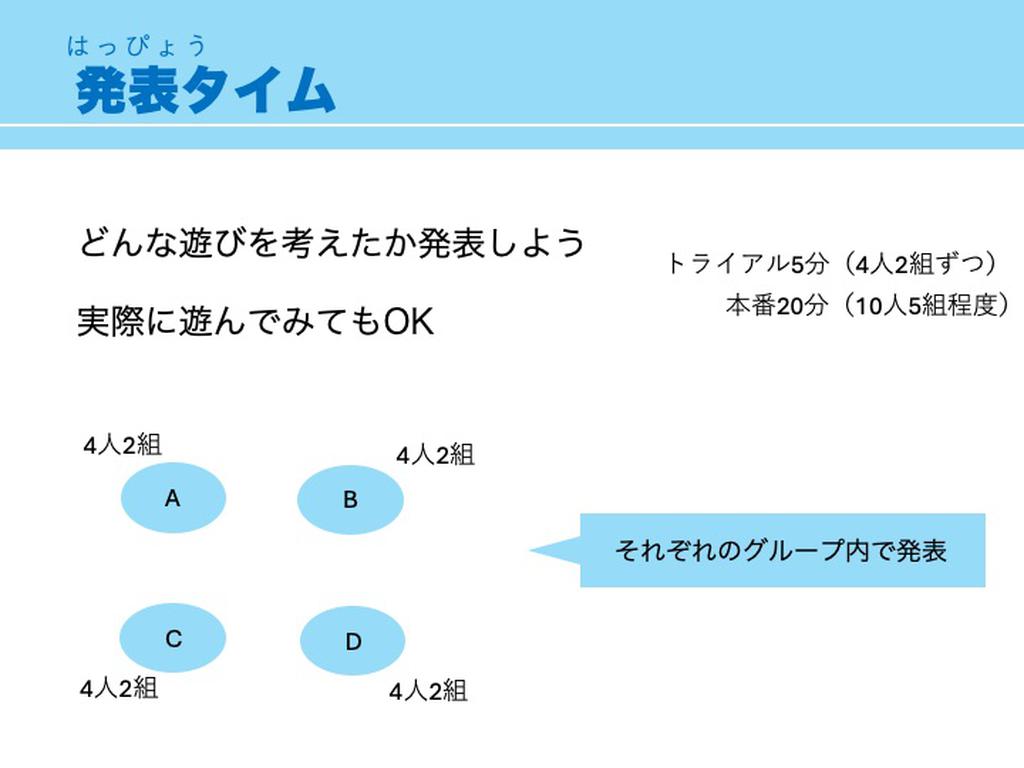 はっぴょう
発表タイム
どんな遊びを考えたか発表しよう
トライアル5分（4人2組ずつ）
本番20分（10人5組程度）
実際に遊んでみてもOK
4人2組
4人2組
A
B
それぞれのグループ内で発表
C
D
4人2組
4人2組